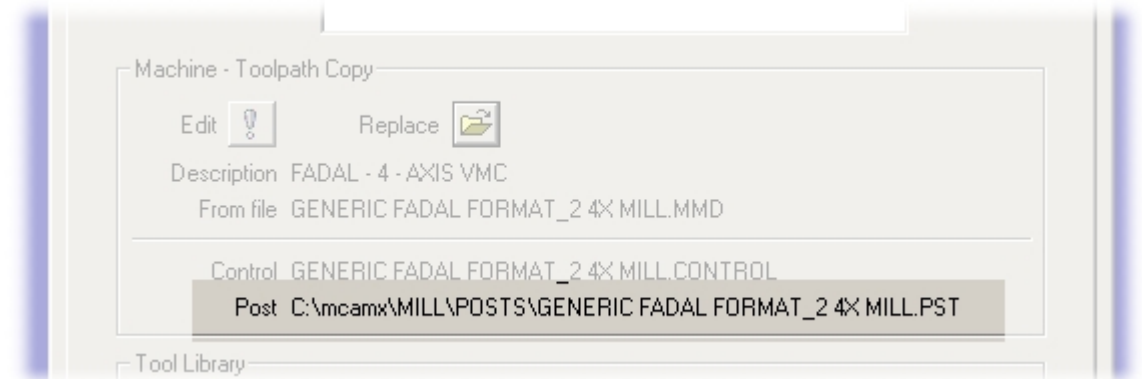 Machine - Toolpath Copy
Edit Replace
Description FADAL - 4 - AXIS VMC
From file GENERIC FADAL FORMAT_2 4X MILL.MMD
Control GENERIC FADAL FORMAT_2 4X MILL.CONTROL
Post C:\mcamx\MILL\POSTS\GENERIC FADAL FORMAT_2 4X MILL.PST
Tool Library